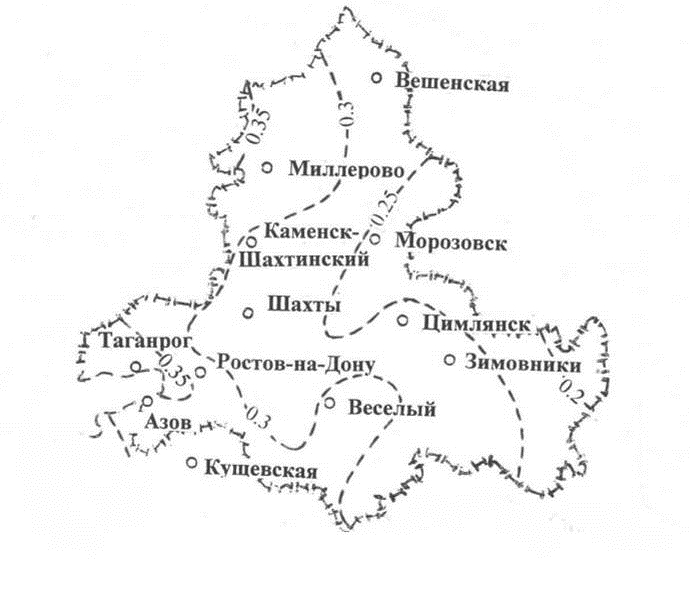 Вешенская
0.3
0.35
Миллерово
0.25
Каменск-
Шахтинский
Морозовск
Шахты
Цимлянск
Таганрог
Ростов-на-Дону
Зимовники
0.35
0.2
Веселый
0.3
Азов
Кущевская